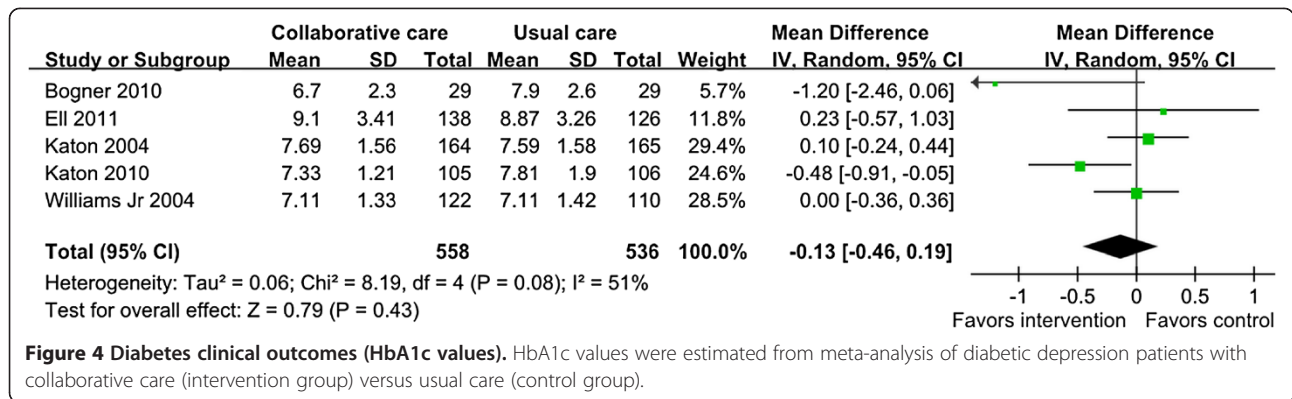 Collaborative care Usual care Mean Difference Mean Difference
Study or Subgroup Mean SD Total Mean SD Total Weight IV, Random, 95% CI IV, Random, 95% CI
Bogner 2010 6.7 2.3 29 7.9 2.6 29 5.7% -1.20 [-2.46, 0.06]
Ell 2011 9.1 3.41 138 8.87 3.26 126 11.8% 0.23 [-0.57, 1.03]
Katon 2004 7.69 1.56 164 7.59 1.58 165 29.4% 0.10 [-0.24, 0.44]
Katon 2010 7.33 1.21 105 7.81 1.9 106 24.6% -0.48 [-0.91, -0.05]
Williams Jr 2004 7.11 1.33 122 7.11 1.42 110 28.5% 0.00 [-0.36, 0.36]
Total (95% CI) 558 536 100.0% -0.13 [-0.46, 0.19]
Heterogeneity: Tau² = 0.06; Chi² = 8.19, df = 4 (P = 0.08); I² = 51%
Test for overall effect: Z = 0.79 (P = 0.43)
-1 -0.5 0 0.5 1
Favors intervention Favors control
Figure 4 Diabetes clinical outcomes (HbA1c values). HbA1c values were estimated from meta-analysis of diabetic depression patients with
collaborative care (intervention group) versus usual care (control group).